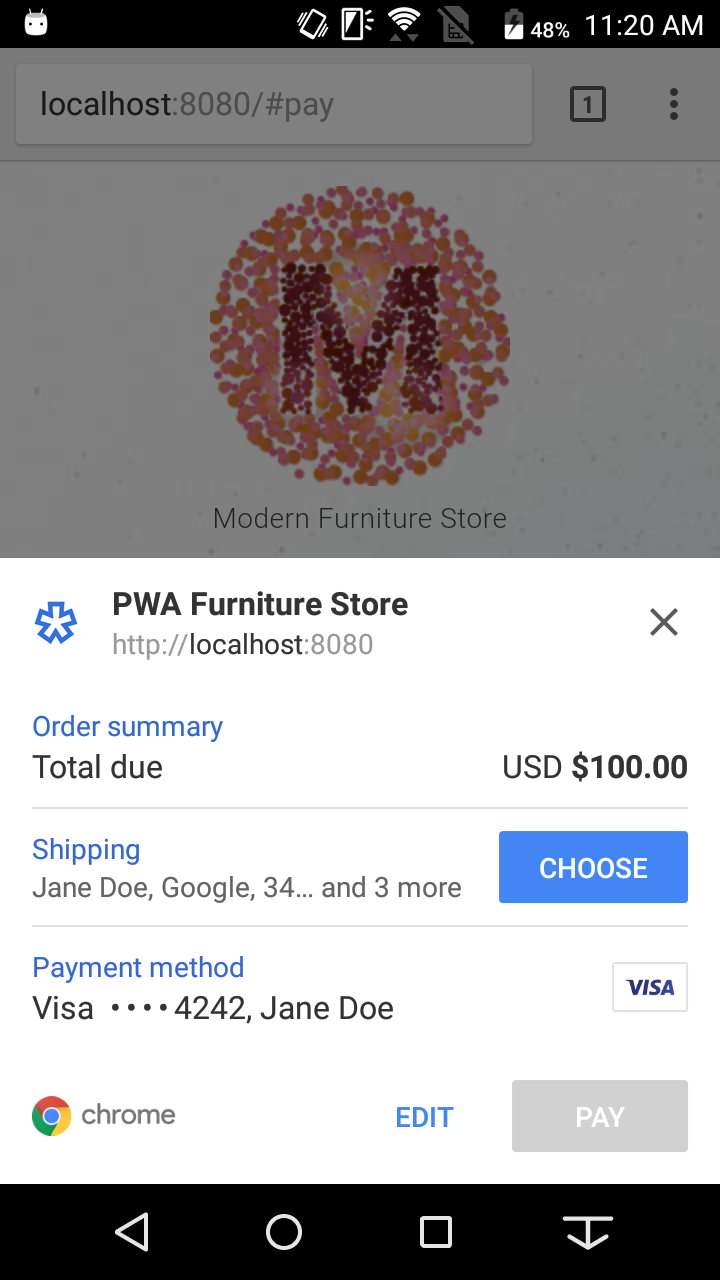 48% 11:20 AM
localhost:8080/#pay
1
M
Modern Furniture Store
PWA Furniture Store
http://localhost:8080
Order summary
Total due USD $100.00
Shipping
Jane Doe, Google, 34... and 3 more
CHOOSE
Payment method
Visa ••••4242, Jane Doe
VISA
chrome EDIT PAY